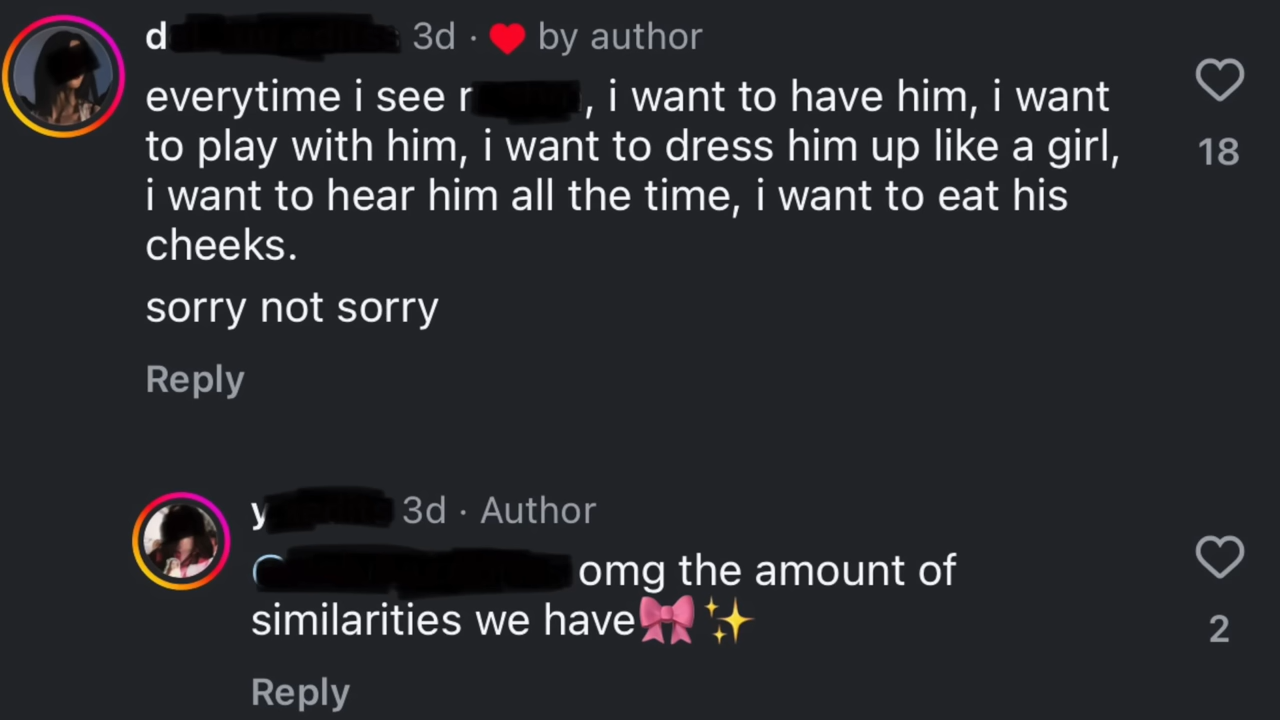 d 3d · ❤️ by author
everytime i see r, i want to have him, i want
to play with him, i want to dress him up like a girl,
i want to hear him all the time, i want to eat his
cheeks.
18
sorry not sorry
Reply
y 3d · Author
omg the amount of
similarities we have🎀✨
2
Reply